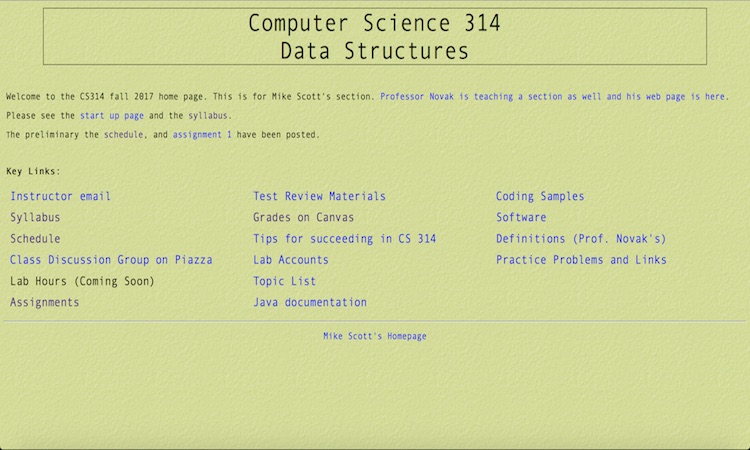 Computer Science 314
Data Structures
Welcome to the CS314 fall 2017 home page. This is for Mike Scott's section. Professor Novak is teaching a section as well and his web page is here.
Please see the start up page and the syllabus.
The preliminary the schedule, and assignment 1 have been posted.
Key Links:
Instructor email Test Review Materials Coding Samples
Syllabus Grades on Canvas Software
Schedule Tips for succeeding in CS 314 Definitions (Prof. Novak's)
Class Discussion Group on Piazza Lab Accounts Practice Problems and Links
Lab Hours (Coming Soon) Topic List
Assignments Java documentation
Mike Scott's Homepage